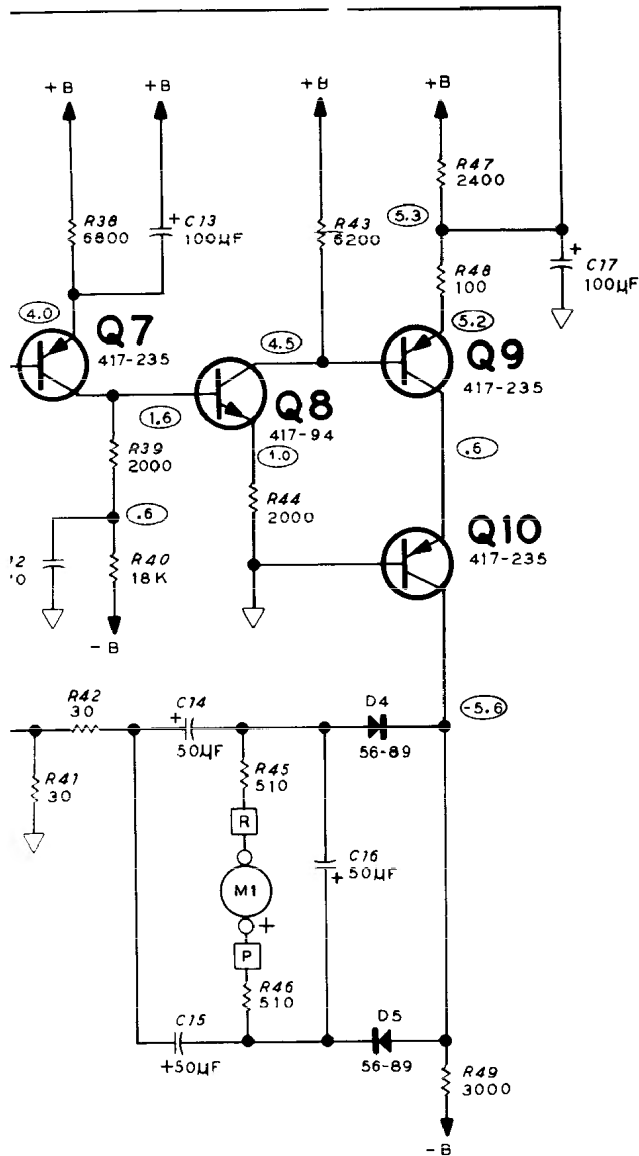 +B
+B
+B
+B
R47
2400
5.3
R38
6800
+
C13
100µF
R43
6200
+
C17
100µF
R48
100
4.0
Q7
417-235
5.2
4.5
Q9
417-235
Q8
417-94
1.6
1.0
.6
R39
2000
R44
2000
.6
Q10
417-235
R40
18K
-B
-5.6
R42
30
C14
+
50µF
D4
56-89
R41
30
R45
510
R
C16
+
50µF
M1
+
P
R46
510
C15
+50µF
D5
56-89
R49
3000
-B